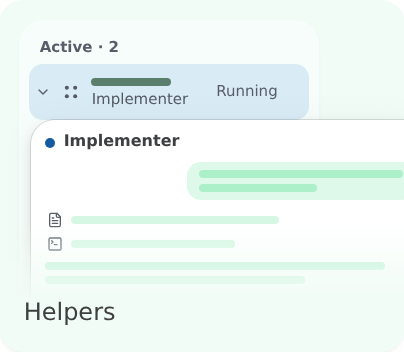 Active · 2
Implementer
Running
Implementer
Helpers